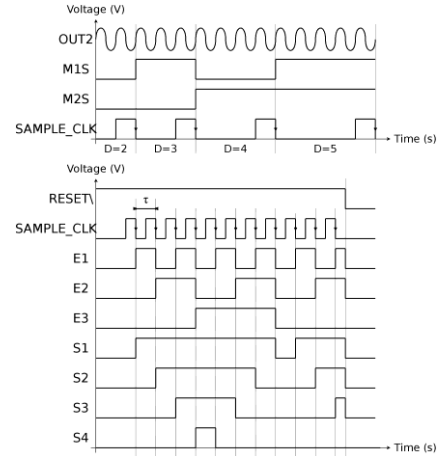 Voltage (V)
OUT2
M1S
M2S
SAMPLE_CLK
Time (s)
D=2 D=3 D=4 D=5
Voltage (V)
RESET\
τ
SAMPLE_CLK
E1
E2
E3
S1
S2
S3
S4
Time (s)